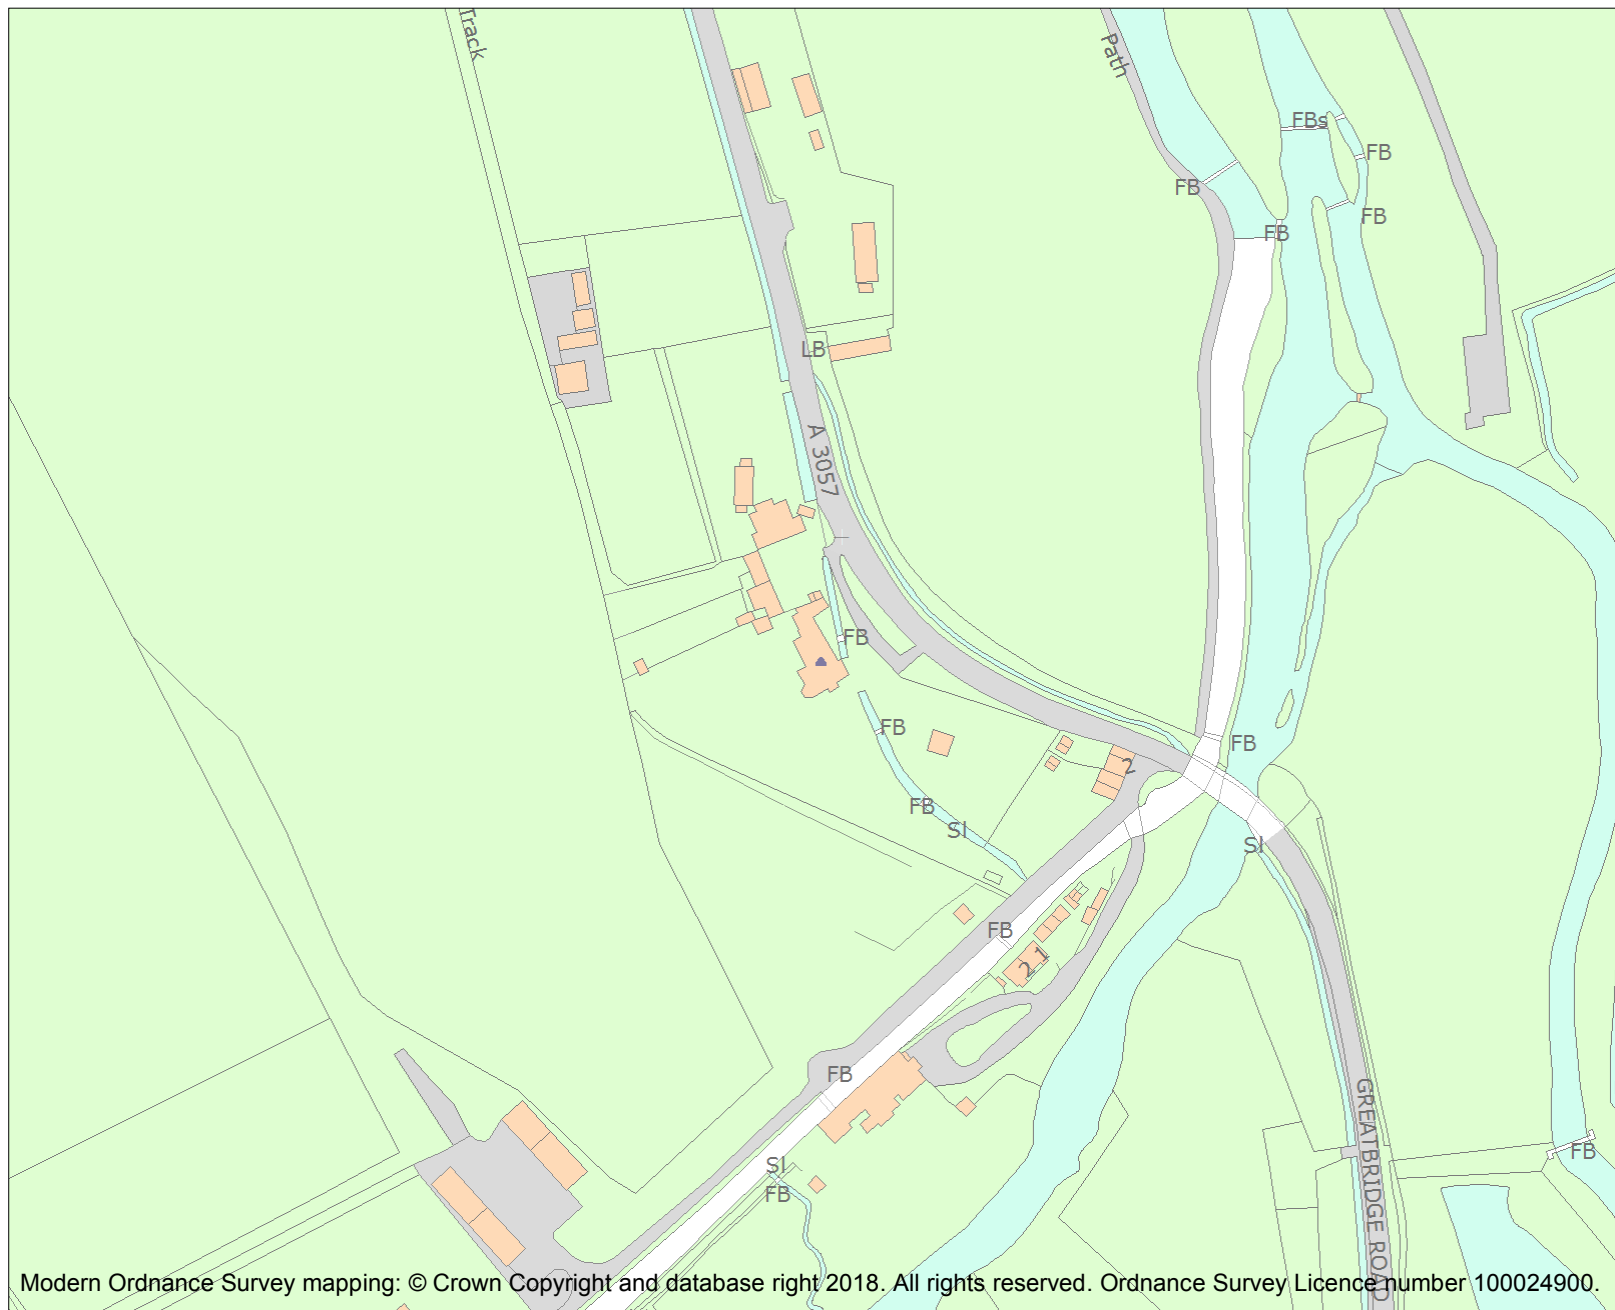 Track
Path
FBs
FB
FB
FB
FB
LB
A 3057
FB
FB
FB
2
FB
Sl
Sl
FB
2
1
FB
GREATBRIDGE ROAD
FB
Sl
FB
Modern Ordnance Survey mapping: © Crown Copyright and database right 2018. All rights reserved. Ordnance Survey Licence number 100024900.